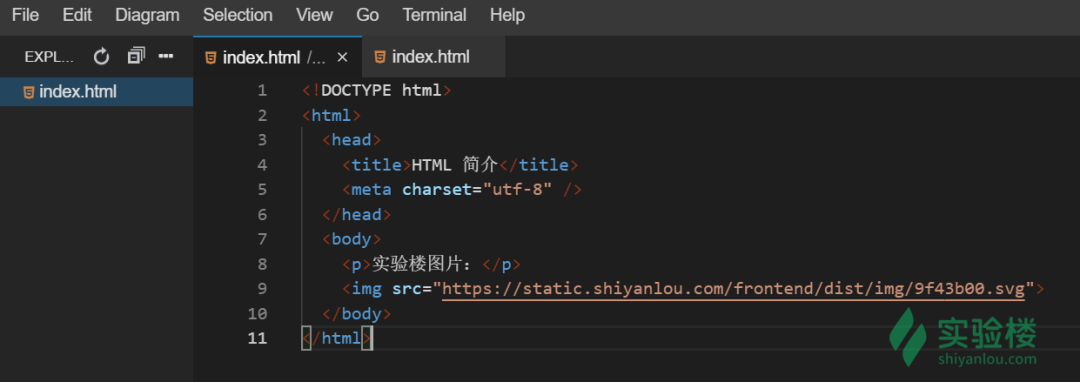 File Edit Diagram Selection View Go Terminal Help
EXPL... index.html /... × index.html
index.html
1 <!DOCTYPE html>
2 <html>
3 <head>
4 <title>HTML 简介</title>
5 <meta charset="utf-8" />
6 </head>
7 <body>
8 <p>实验楼图片：</p>
9 <img src="https://static.shiyanlou.com/frontend/dist/img/9f43b00.svg">
10 </body>
11 </html>
实验楼
shiyanlou.com